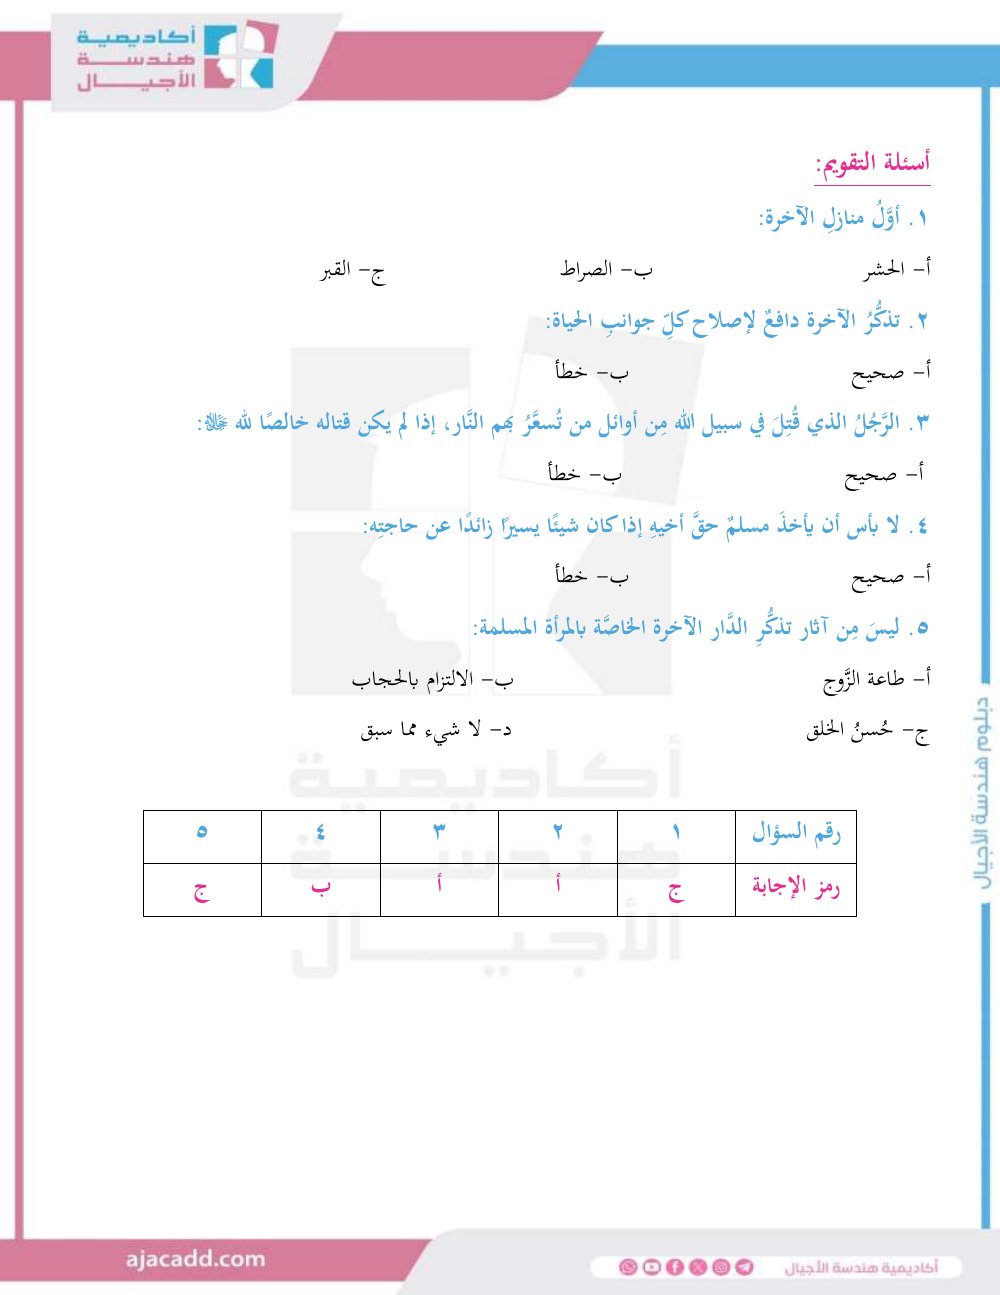 أكاديمية
هندسة
الأجيال
أسئلة التقويم:
١. أوَّلُ منازلِ الآخرة:
أ- الحشر ب- الصراط ج- القبر
٢. تذكُّرُ الآخرة دافعٌ لإصلاح كلِّ جوانبِ الحياة:
أ- صحيح ب- خطأ
٣. الرَّجُلُ الذي قُتِلَ في سبيل الله مِن أوائل من تُسعَّرُ بهم النَّار، إذا لم يكن قتاله خالصًا لله ﷻ:
أ- صحيح ب- خطأ
٤. لا بأس أن يأخذَ مسلمٌ حقَّ أخيهِ إذا كان شيئًا يسيرًا زائدًا عن حاجتِه:
أ- صحيح ب- خطأ
٥. ليسَ مِن آثار تذكُّرِ الدَّار الآخرة الخاصَّة بالمرأة المسلمة:
أ- طاعة الزَّوج ب- الالتزام بالحجاب
ج- حُسنُ الخلق د- لا شيء مما سبق
رقم السؤال ١ ٢ ٣ ٤ ٥
رمز الإجابة ج أ أ ب ج
أكاديمية
هندسة
الأجيال
دبلوم هندسة الأجيال
ajacadd.com
أكاديمية هندسة الأجيال